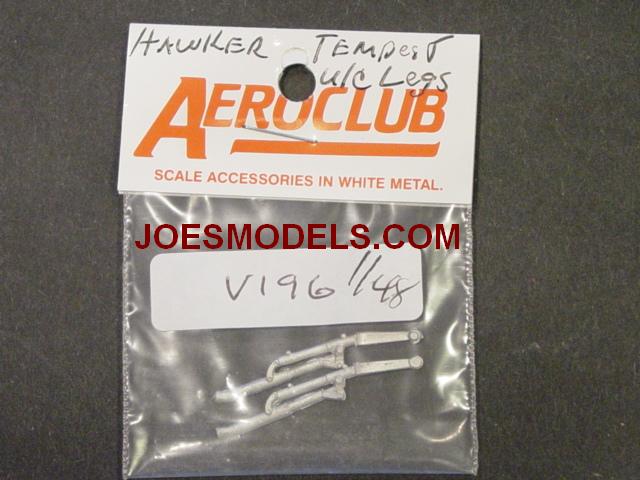 HAWKER TEMPEST
U/C Legs
AEROCLUB
SCALE ACCESSORIES IN WHITE METAL.
JOESMODELS.COM
V196 1/48